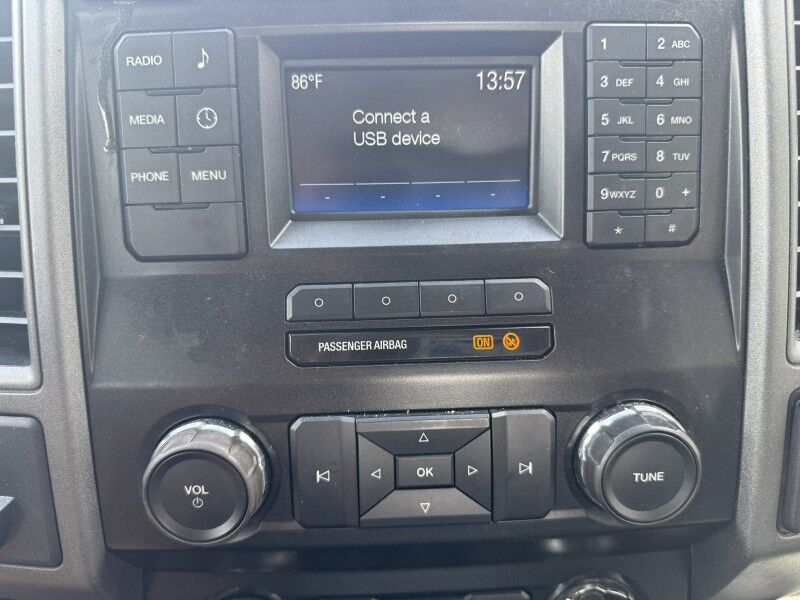 RADIO
MEDIA
PHONE MENU
86°F 13:57
Connect a
USB device
- - - -
1 2 ABC
3 DEF 4 GHI
5 JKL 6 MNO
7 PQRS 8 TUV
9 WXYZ 0 +
* #
PASSENGER AIRBAG ON
VOL
OK
TUNE